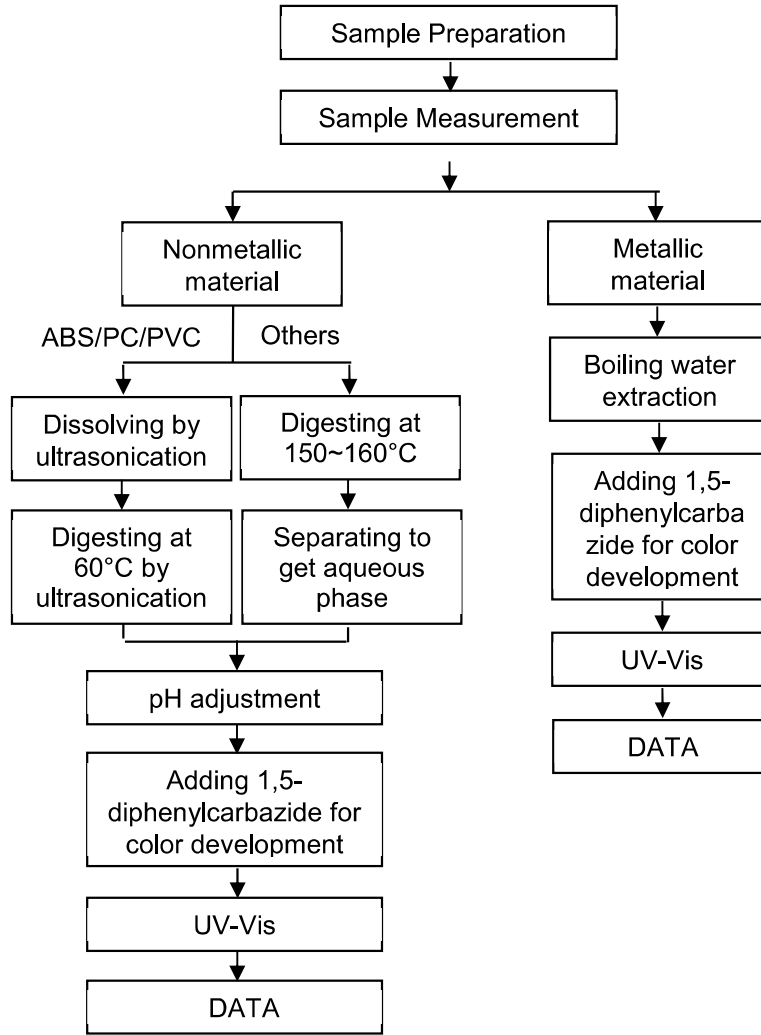 Sample Preparation
Sample Measurement
Nonmetallic
material
ABS/PC/PVC
Others
Dissolving by
ultrasonication
Digesting at
150~160°C
Digesting at
60°C by
ultrasonication
Separating to
get aqueous
phase
pH adjustment
Adding 1,5-
diphenylcarbazide for
color development
UV-Vis
DATA
Metallic
material
Boiling water
extraction
Adding 1,5-
diphenylcarba
zide for color
development
UV-Vis
DATA